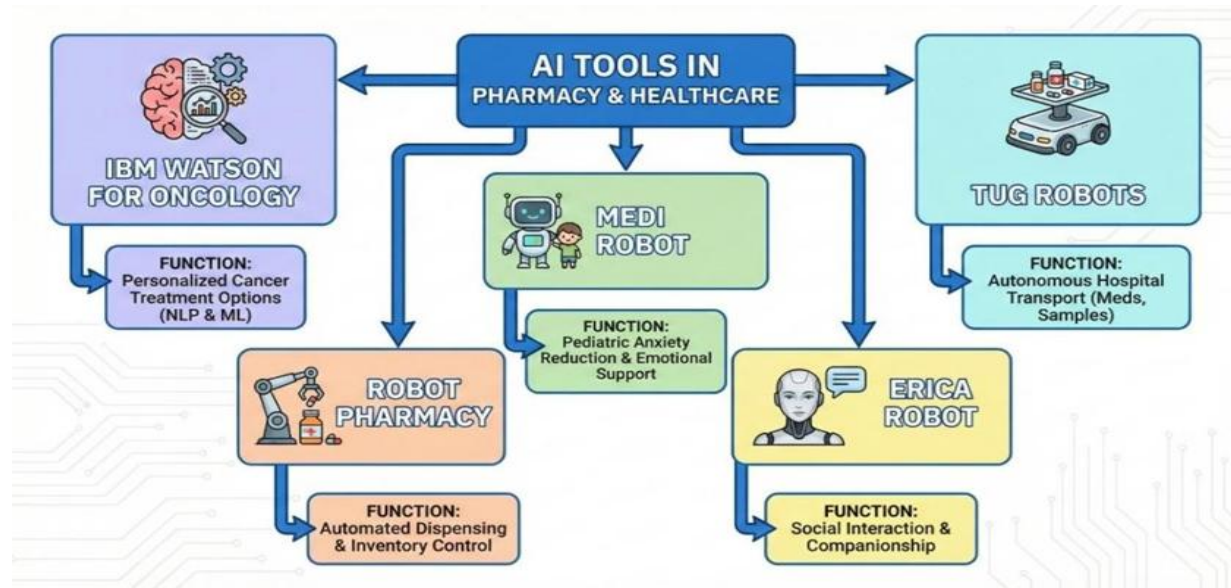 AI TOOLS IN
PHARMACY & HEALTHCARE
IBM WATSON
FOR ONCOLOGY
FUNCTION:
Personalized Cancer
Treatment Options
(NLP & ML)
MEDI
ROBOT
FUNCTION:
Pediatric Anxiety
Reduction & Emotional
Support
TUG ROBOTS
FUNCTION:
Autonomous Hospital
Transport (Meds,
Samples)
ROBOT
PHARMACY
FUNCTION:
Automated Dispensing
& Inventory Control
ERICA
ROBOT
FUNCTION:
Social Interaction &
Companionship